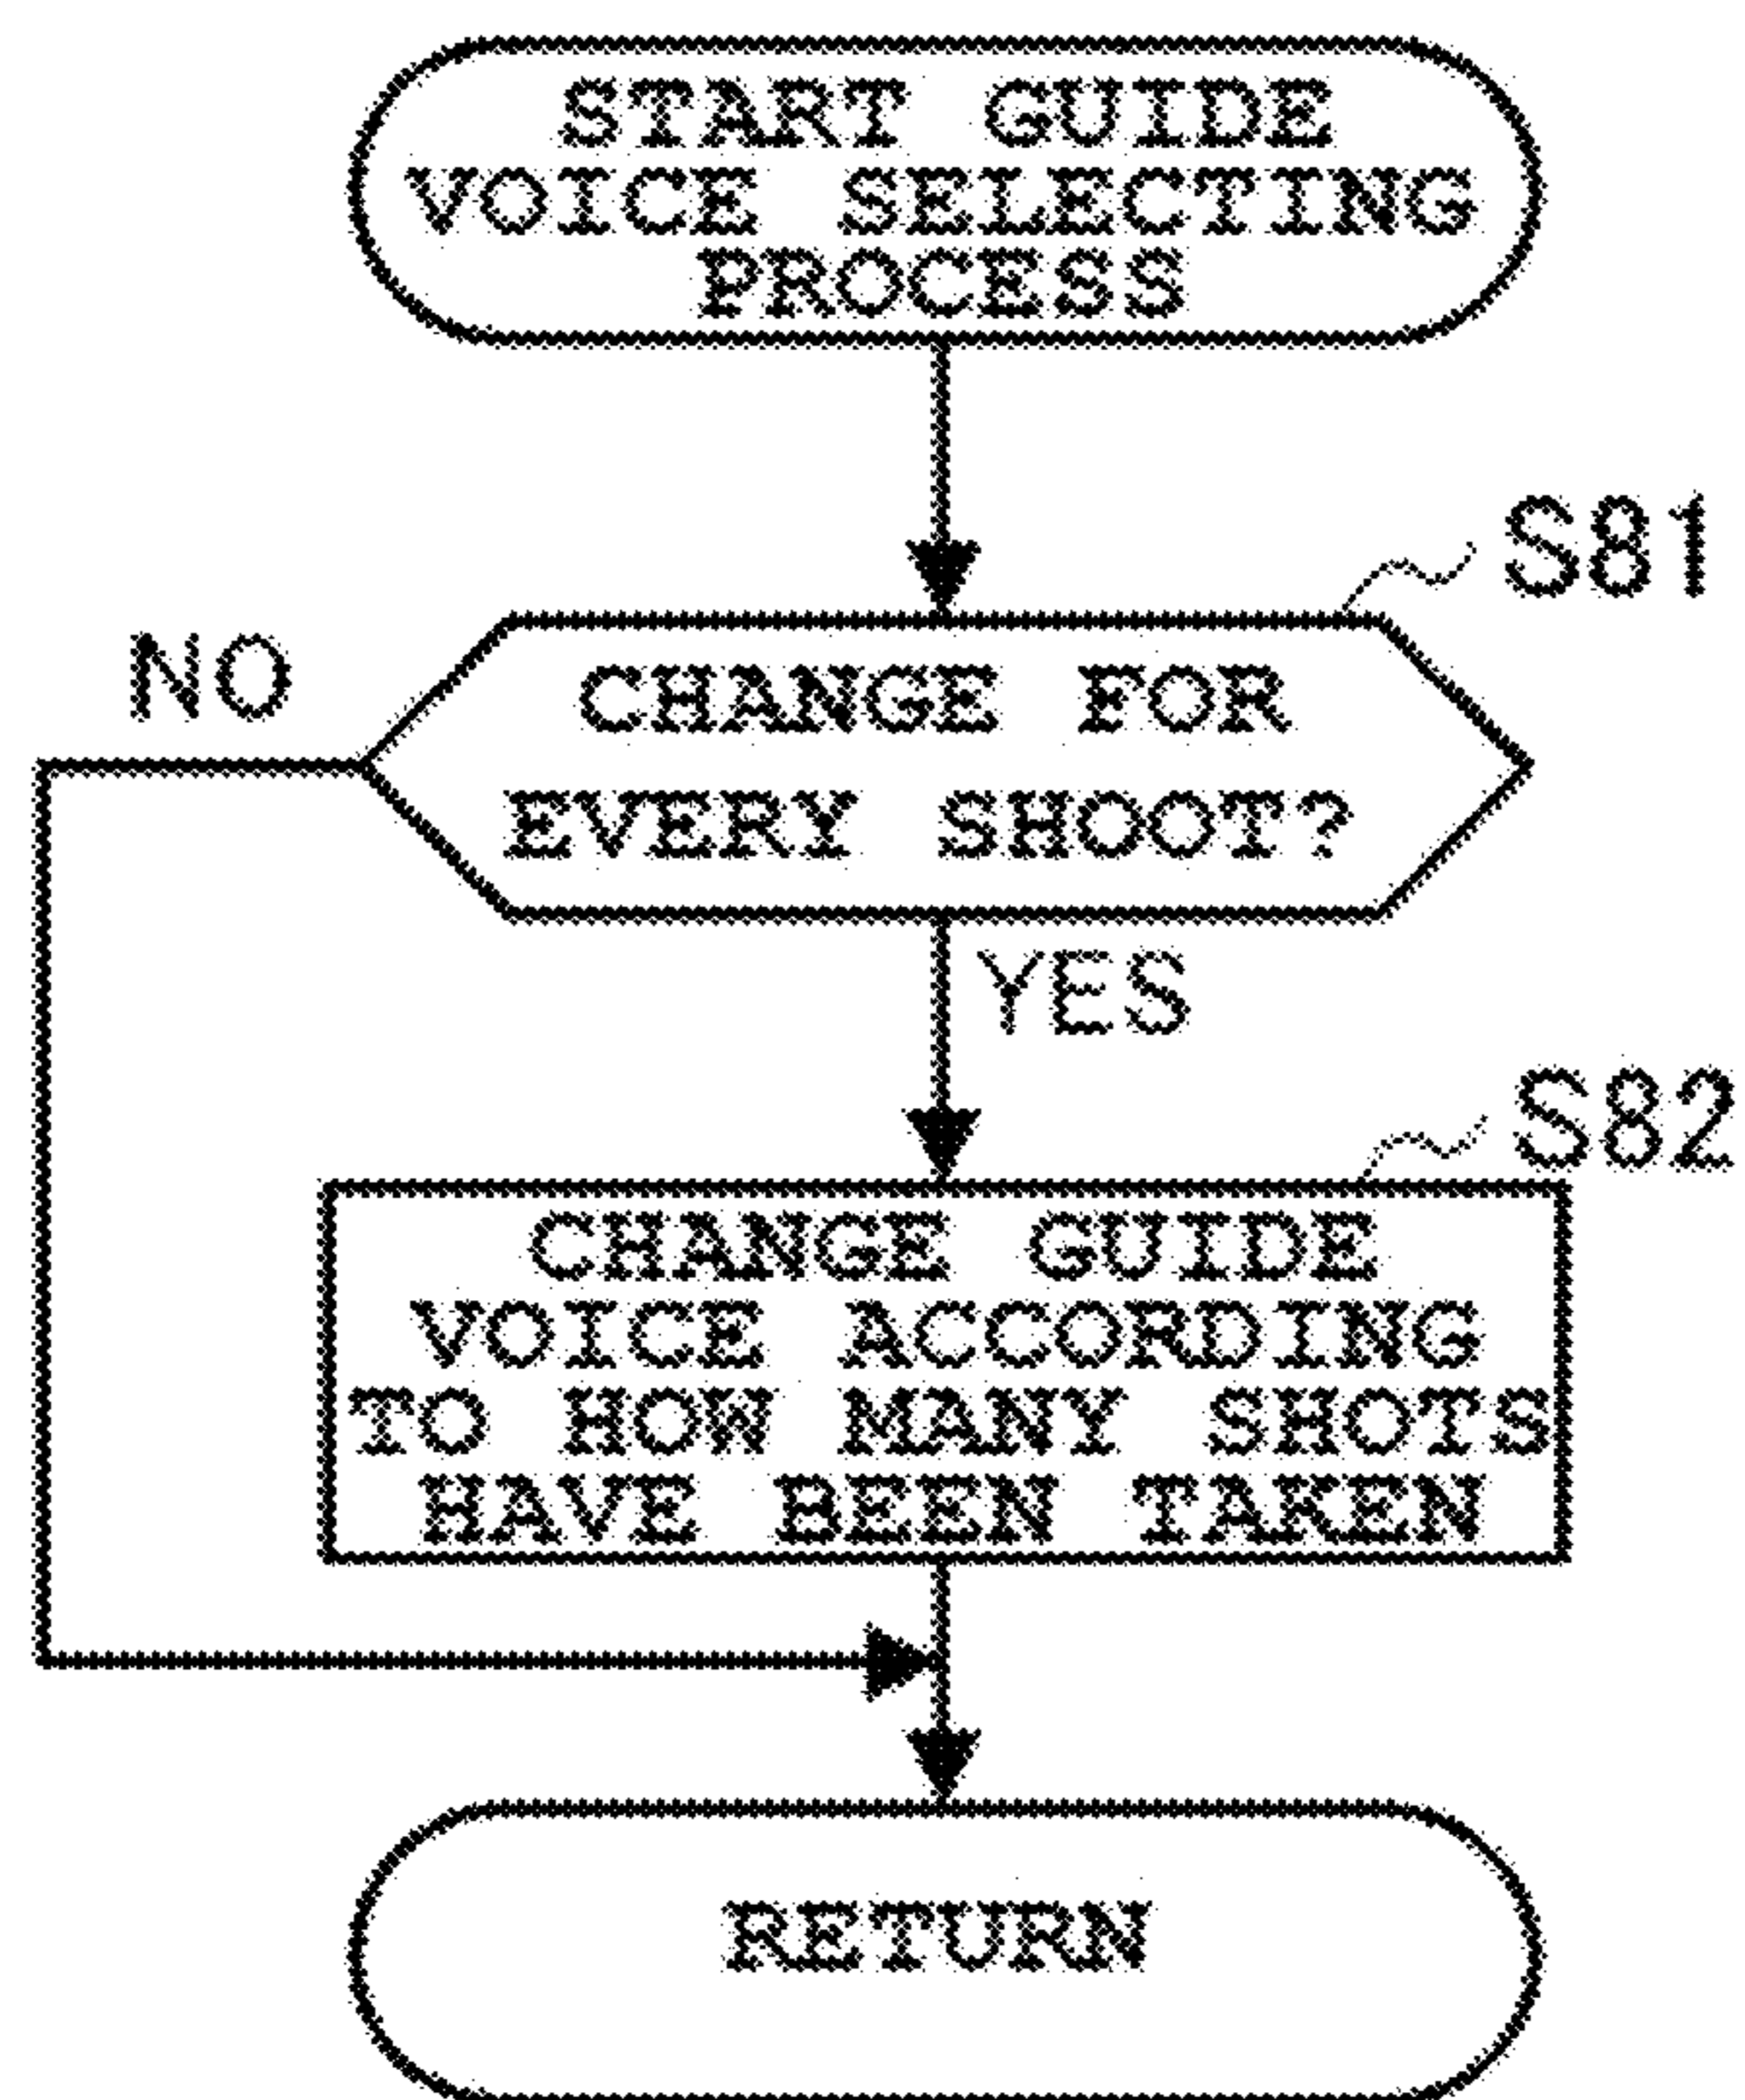 START GUIDE
VOICE SELECTING
PROCESS
S81
NO
CHANGE FOR
EVERY SHOOT?
YES
S82
CHANGE GUIDE
VOICE ACCORDING
TO HOW MANY SHOTS
HAVE BEEN TAKEN
RETURN